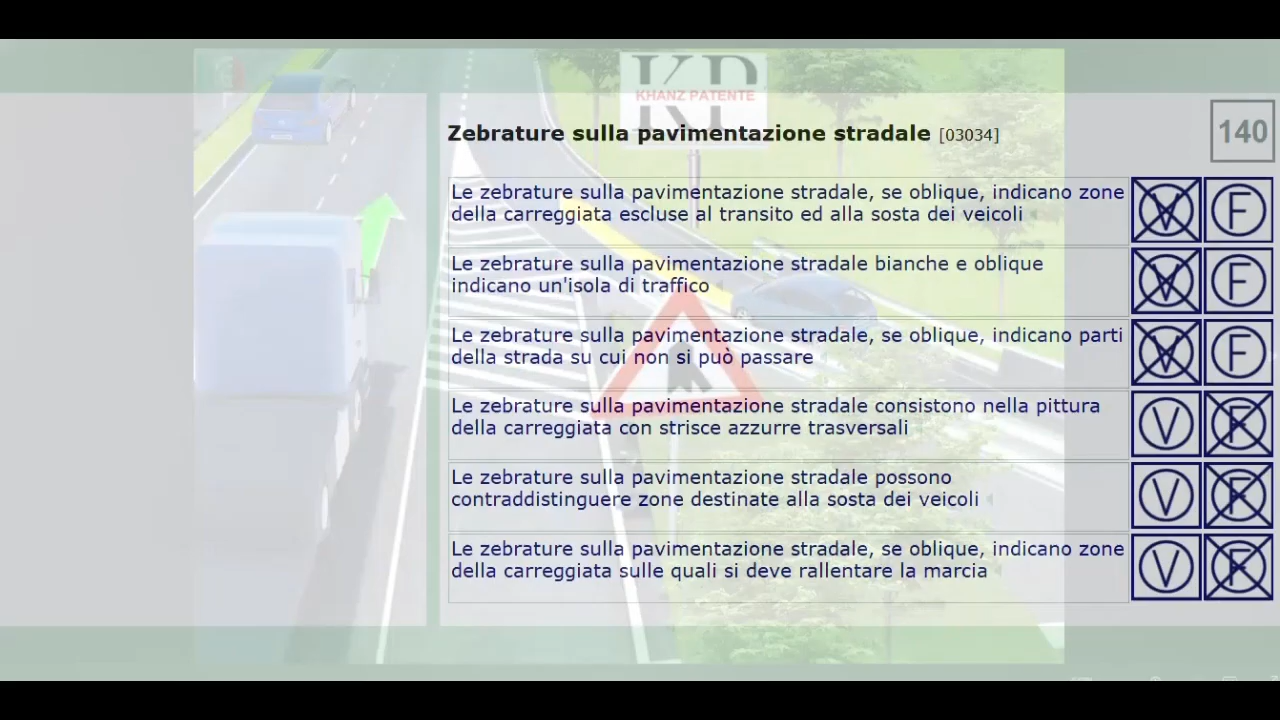 KP
KHANZ PATENTE
Zebrature sulla pavimentazione stradale [03034]
140
Le zebrature sulla pavimentazione stradale, se oblique, indicano zone
della carreggiata escluse al transito ed alla sosta dei veicoli
V F
Le zebrature sulla pavimentazione stradale bianche e oblique
indicano un'isola di traffico
V F
Le zebrature sulla pavimentazione stradale, se oblique, indicano parti
della strada su cui non si può passare
V F
Le zebrature sulla pavimentazione stradale consistono nella pittura
della carreggiata con strisce azzurre trasversali
V F
Le zebrature sulla pavimentazione stradale possono
contraddistinguere zone destinate alla sosta dei veicoli
V F
Le zebrature sulla pavimentazione stradale, se oblique, indicano zone
della carreggiata sulle quali si deve rallentare la marcia
V F